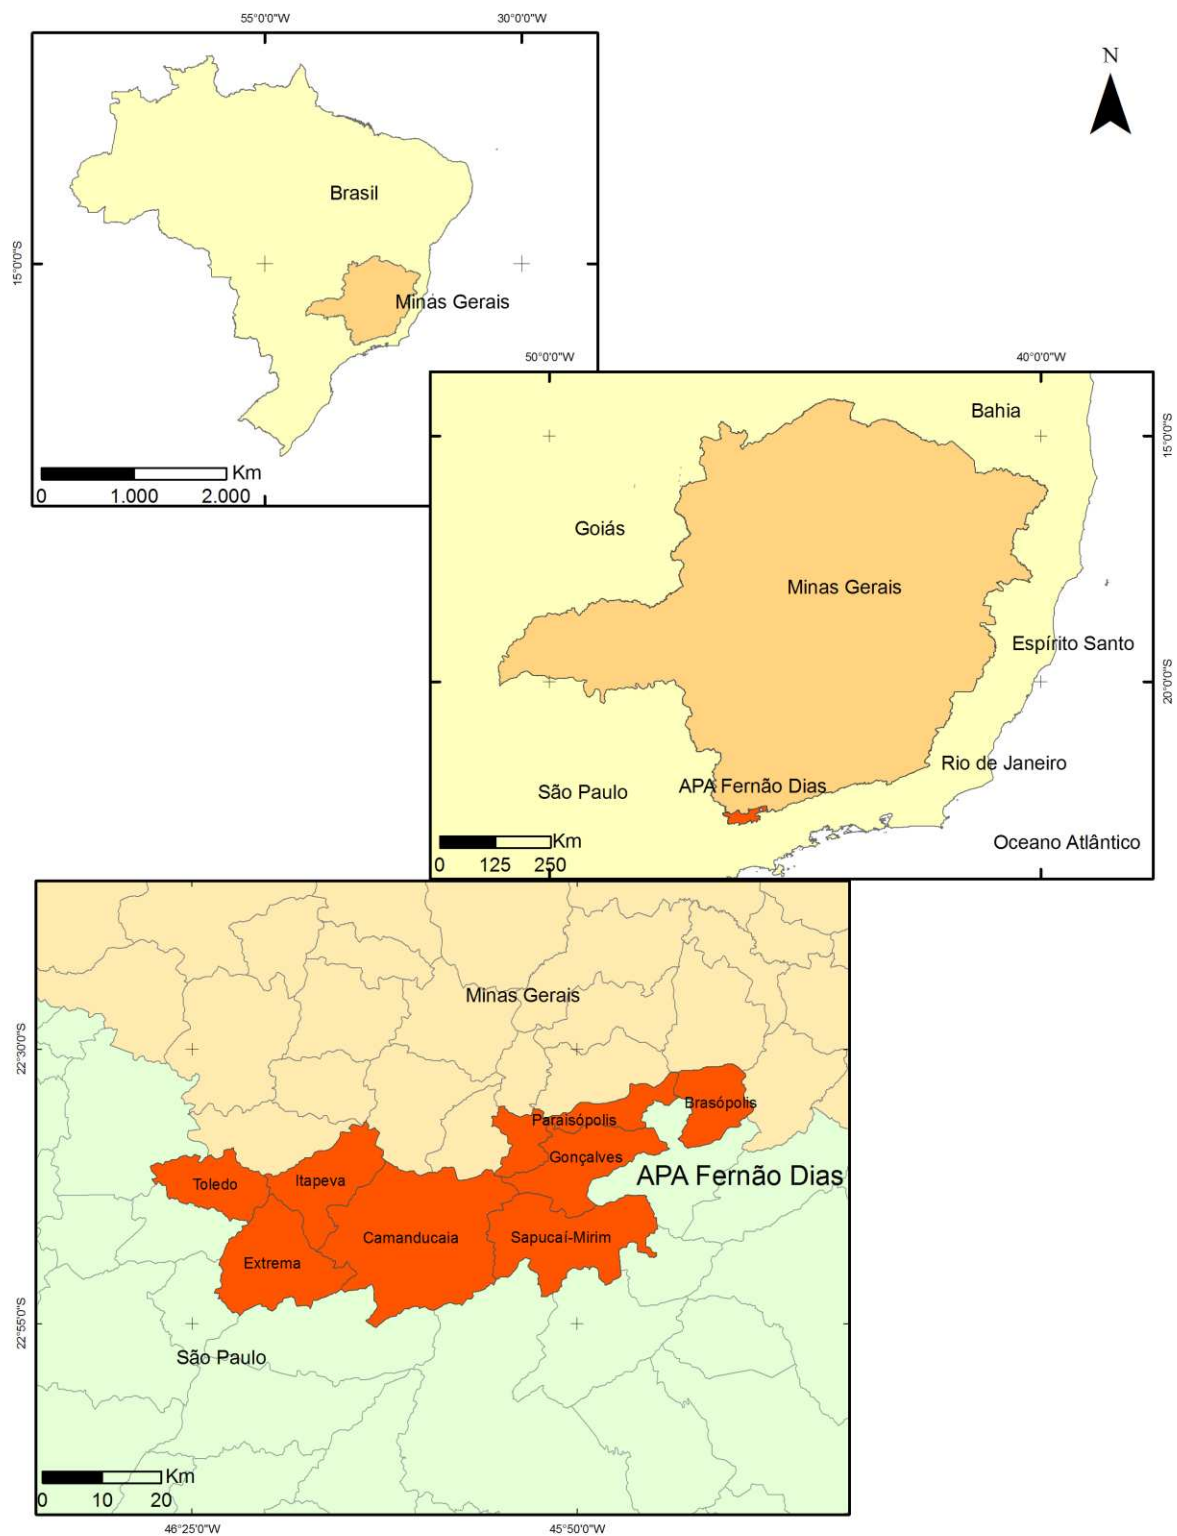 55°0'0"W
30°0'0"W
N
15°0'0"S
Brasil
Minas Gerais
Km
0
1.000
2.000
50°0'0"W
40°0'0"W
Bahia
15°0'0"S
Goiás
Minas Gerais
Espírito Santo
20°0'0"S
Rio de Janeiro
APA Fernão Dias
São Paulo
Oceano Atlântico
Km
0
125
250
Minas Gerais
22°30'0"S
Brasópolis
Paraisópolis
Gonçalves
APA Fernão Dias
Itapeva
Toledo
Camanducaia
Sapucaí-Mirim
Extrema
22°55'0"S
São Paulo
Km
0
10
20
46°25'0"W
45°50'0"W